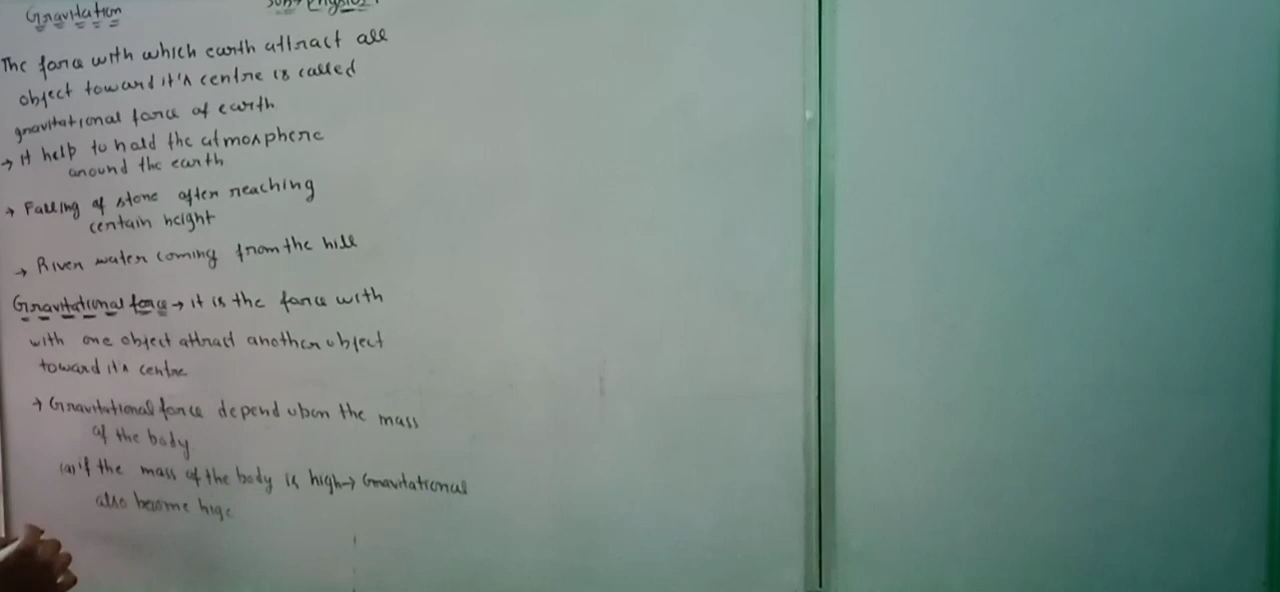 Gravitation
Sub → Physics
The force with which earth attract all
object toward it's centre is called
gravitational force of earth
→ It help to hold the atmosphere
around the earth
→ Falling of stone after reaching
certain height
→ River water coming from the hill
Gravitational force → it is the force with
with one object attract another object
toward it's centre
→ Gravitational force depend upon the mass
of the body
(a) if the mass of the body is high → Gravitational
also become hige